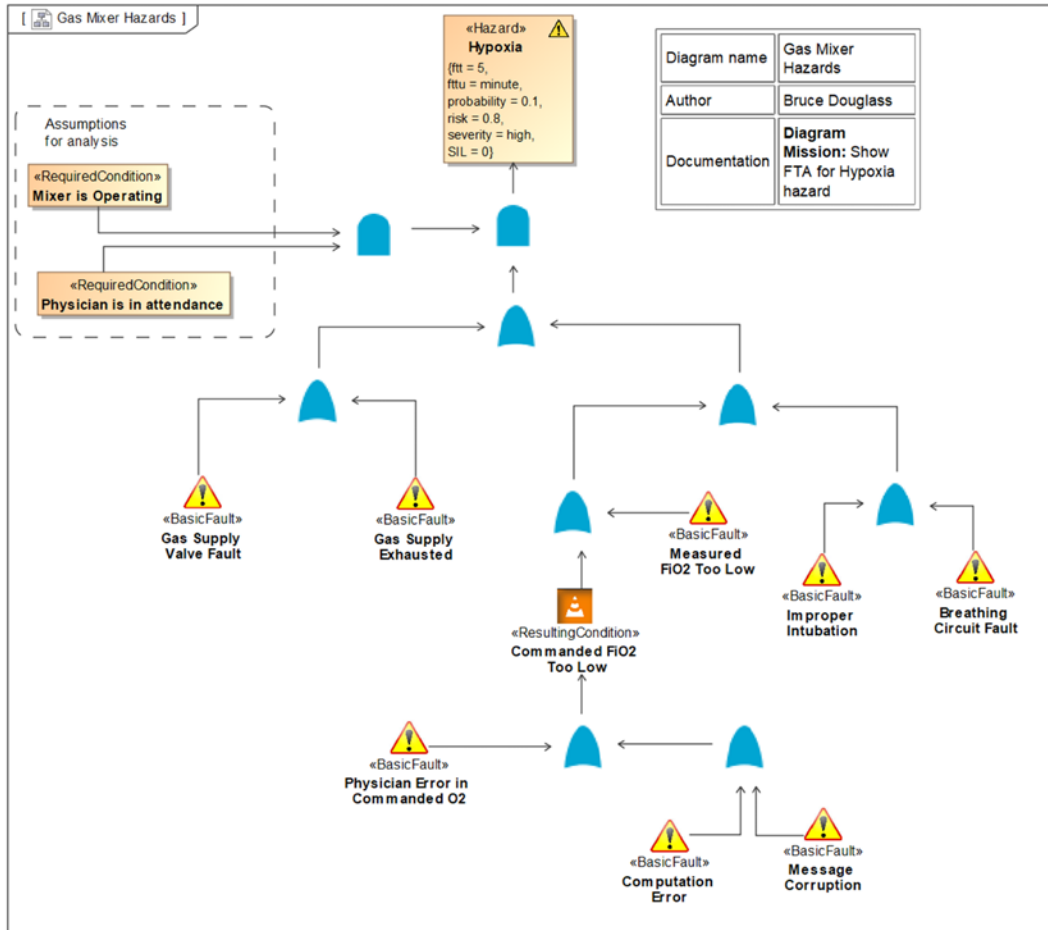 [ Gas Mixer Hazards ]
«Hazard»
Hypoxia
{ftt = 5,
fttu = minute,
probability = 0.1,
risk = 0.8,
severity = high,
SIL = 0}
Diagram name
Gas Mixer
Hazards
Author
Bruce Douglass
Documentation
Diagram
Mission: Show
FTA for Hypoxia
hazard
Assumptions
for analysis
«RequiredCondition»
Mixer is Operating
«RequiredCondition»
Physician is in attendance
«BasicFault»
Gas Supply
Valve Fault
«BasicFault»
Gas Supply
Exhausted
«BasicFault»
Measured
FiO2 Too Low
«BasicFault»
Improper
Intubation
«BasicFault»
Breathing
Circuit Fault
«ResultingCondition»
Commanded FiO2
Too Low
«BasicFault»
Physician Error in
Commanded O2
«BasicFault»
Computation
Error
«BasicFault»
Message
Corruption